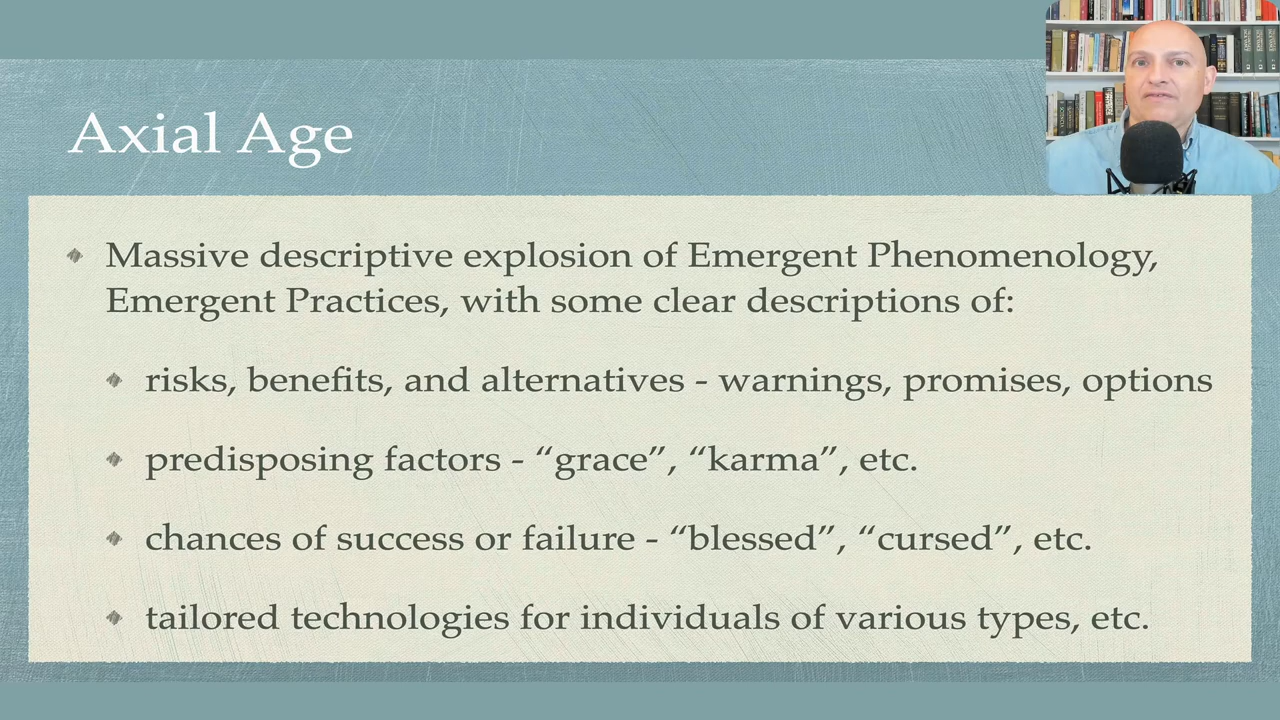 Axial Age
Massive descriptive explosion of Emergent Phenomenology,
Emergent Practices, with some clear descriptions of:
risks, benefits, and alternatives - warnings, promises, options
predisposing factors - “grace”, “karma”, etc.
chances of success or failure - “blessed”, “cursed”, etc.
tailored technologies for individuals of various types, etc.